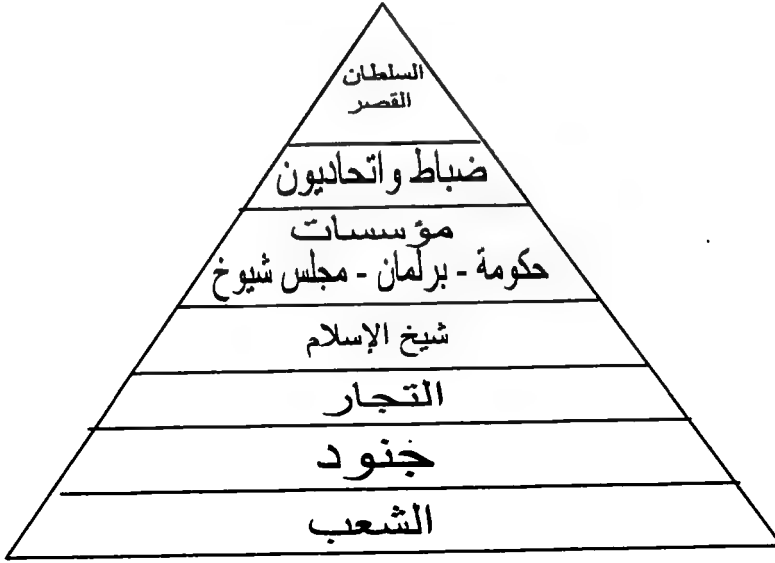 السلطان
القصر
ضباط واتحاديون
مؤسسات
حكومة - برلمان - مجلس شيوخ
شيخ الإسلام
التجار
جنود
الشعب